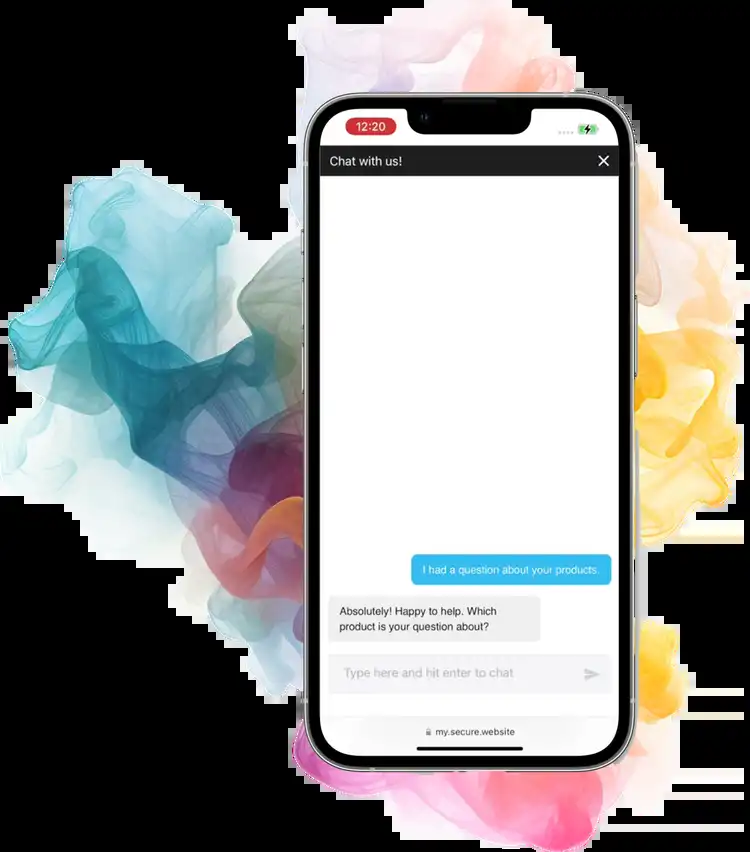 12:20
Chat with us!
I had a question about your products.
Absolutely! Happy to help. Which
product is your question about?
Type here and hit enter to chat
my.secure.website